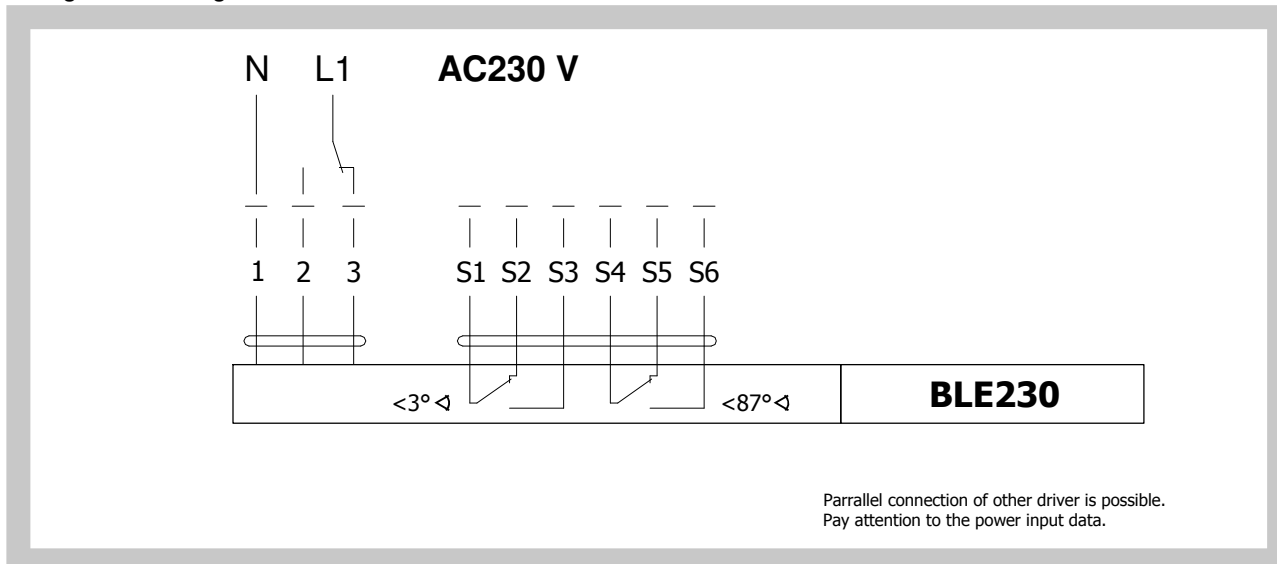 N L1 AC230 V
1 2 3 S1 S2 S3 S4 S5 S6
<3° <87° BLE230
Parrallel connection of other driver is possible.
Pay attention to the power input data.